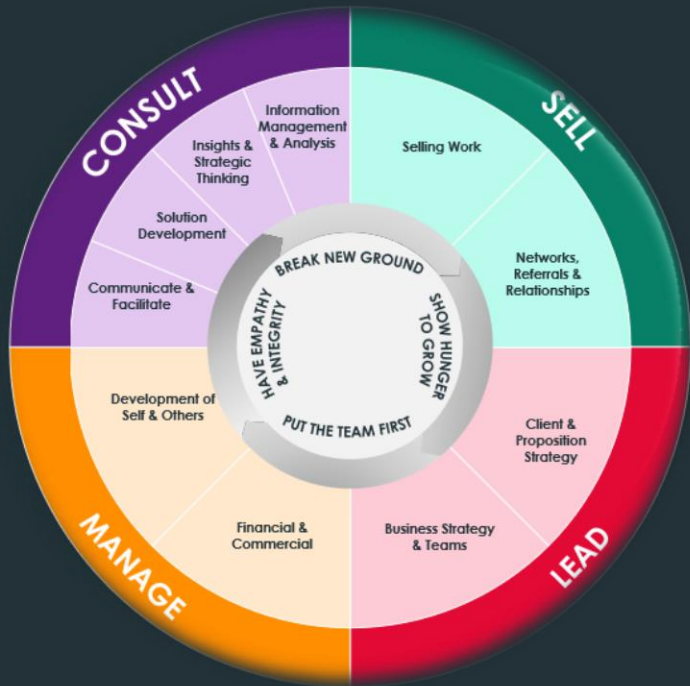 CONSULT
Information
Management
& Analysis
Insights &
Strategic
Thinking
Solution
Development
Communicate &
Facilitate
SELL
Selling Work
Networks,
Referrals &
Relationships
BREAK NEW GROUND
SHOW HUNGER
TO GROW
PUT THE TEAM FIRST
HAVE EMPATHY
& INTEGRITY
MANAGE
Development of
Self & Others
Financial &
Commercial
LEAD
Client &
Proposition
Strategy
Business Strategy
& Teams